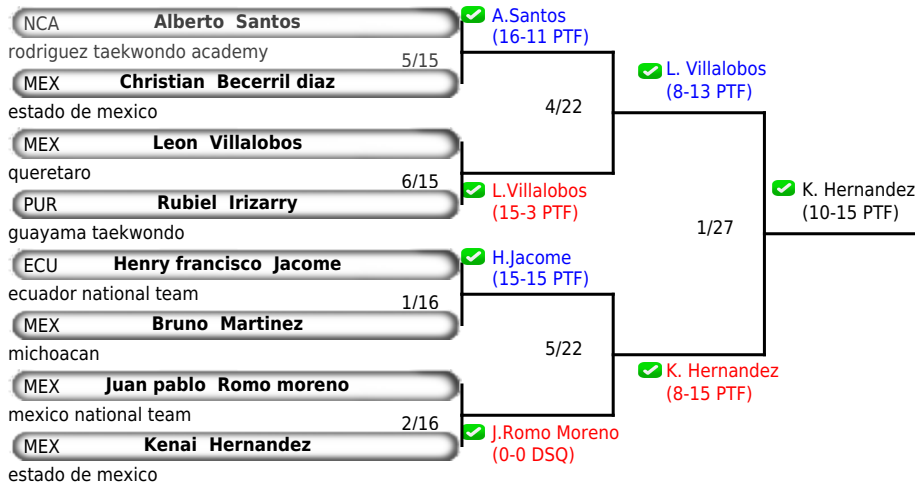 NCA Alberto Santos
rodriguez taekwondo academy
5/15
MEX Christian Becerril diaz
estado de mexico
MEX Leon Villalobos
queretaro
6/15
PUR Rubiel Irizarry
guayama taekwondo
ECU Henry francisco Jacome
ecuador national team
1/16
MEX Bruno Martinez
michoacan
MEX Juan pablo Romo moreno
mexico national team
2/16
MEX Kenai Hernandez
estado de mexico
A.Santos
(16-11 PTF)
4/22
L.Villalobos
(15-3 PTF)
H.Jacome
(15-15 PTF)
5/22
J.Romo Moreno
(0-0 DSQ)
L. Villalobos
(8-13 PTF)
1/27
K. Hernandez
(8-15 PTF)
K. Hernandez
(10-15 PTF)